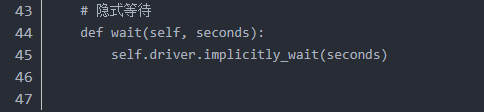 43 # 隐式等待
44 def wait(self, seconds):
45 self.driver.implicitly_wait(seconds)
46
47